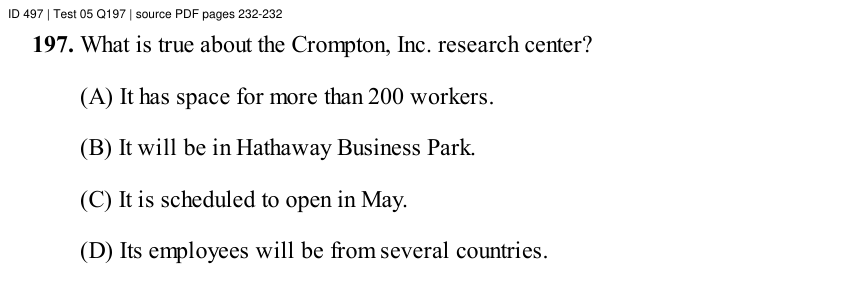 ID 497 | Test 05 Q197 | source PDF pages 232-232
197. What is true about the Crompton, Inc. research center?
(A) It has space for more than 200 workers.
(B) It will be in Hathaway Business Park.
(C) It is scheduled to open in May.
(D) Its employees will be from several countries.